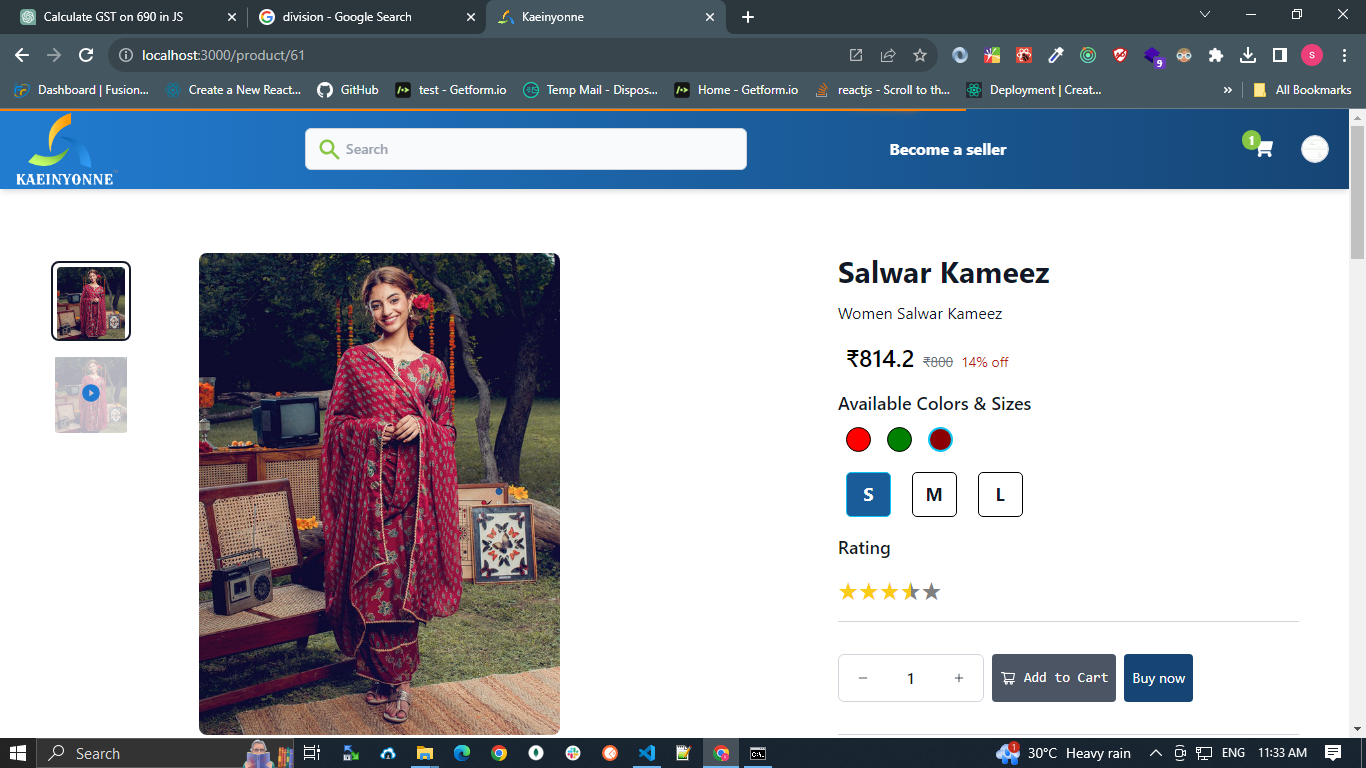 Calculate GST on 690 in JS
division - Google Search
Kaeinyonne
localhost:3000/product/61
S
9
Dashboard | Fusion...
Create a New React...
GitHub
test - Getform.io
Temp Mail - Dispos...
Home - Getform.io
reactjs - Scroll to th...
Deployment | Creat...
»
All Bookmarks
KAEINYONNE
Search
Become a seller
1
Salwar Kameez
Women Salwar Kameez
₹814.2 ₹800 14% off
Available Colors & Sizes
S M L
Rating
− 1 +
Add to Cart
Buy now
Search
1
30°C Heavy rain
ENG
11:33 AM